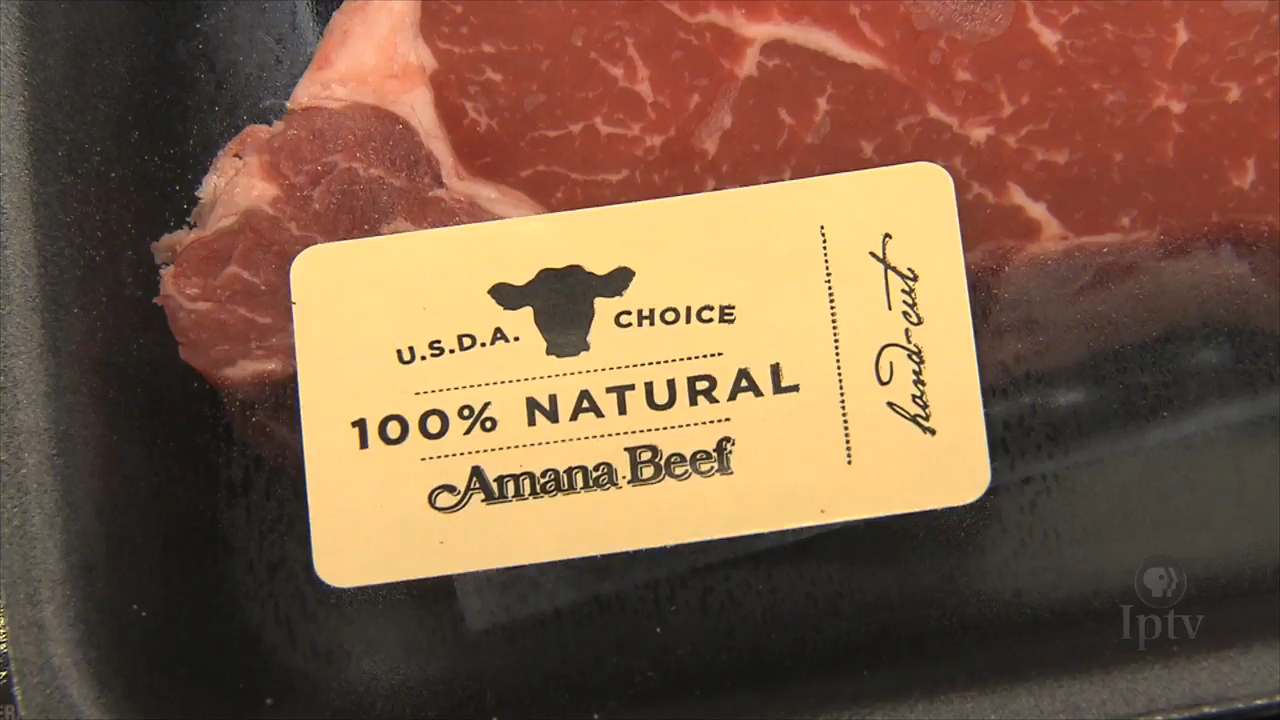 U.S.D.A. CHOICE
100% NATURAL
Amana Beef
hand-cut
Iptv